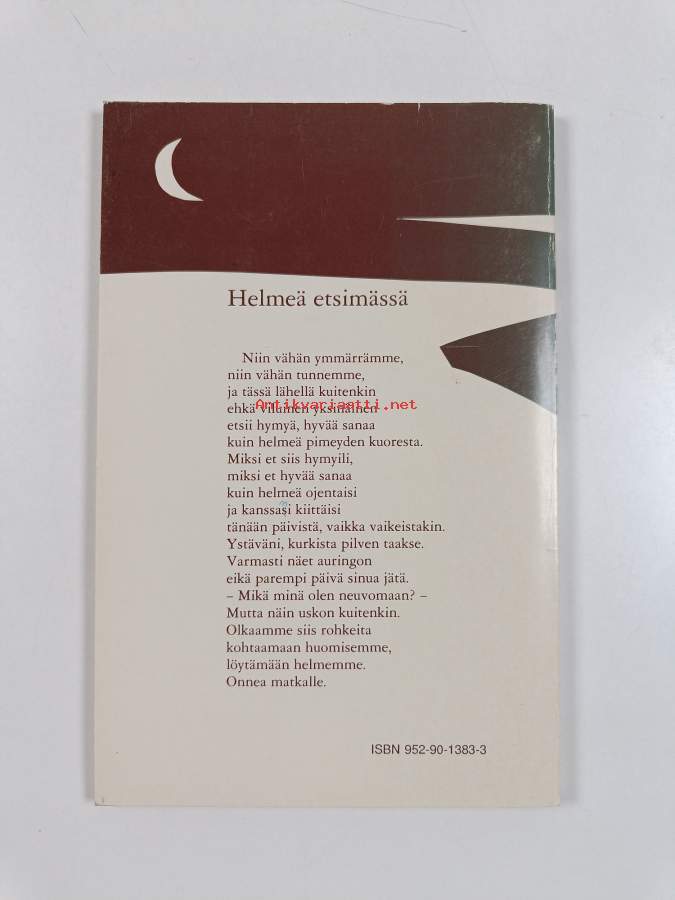 Helmeä etsimässä
Niin vähän ymmärrämme,
niin vähän tunnemme,
ja tässä lähellä kuitenkin
ehkä viluinen yksinäinen
Antikvariaatti.net
etsii hymyä, hyvää sanaa
kuin helmeä pimeyden kuoresta.
Miksi et siis hymyili,
miksi et hyvää sanaa
kuin helmeä ojentaisi
ja kanssasi kiittäisi
tänään päivistä, vaikka vaikeistakin.
Ystäväni, kurkista pilven taakse.
Varmasti näet auringon
eikä parempi päivä sinua jätä.
– Mikä minä olen neuvomaan? –
Mutta näin uskon kuitenkin.
Olkaamme siis rohkeita
kohtaamaan huomisemme,
löytämään helmemme.
Onnea matkalle.
ISBN 952-90-1383-3